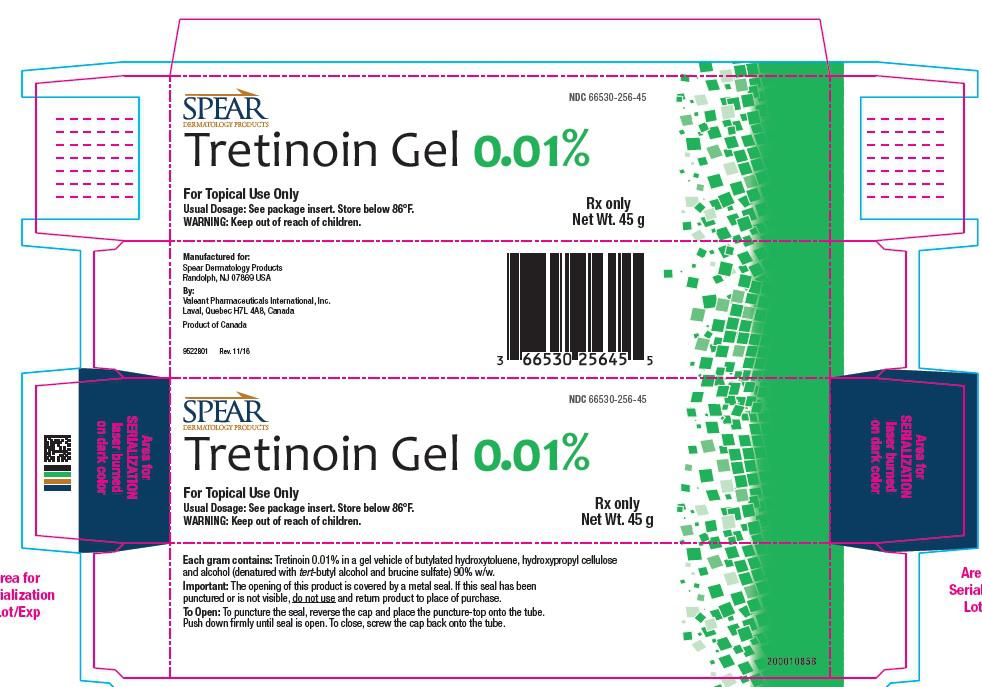 SPEAR
DERMATOLOGY PRODUCTS
NDC 66530-256-45
Tretinoin Gel 0.01%
For Topical Use Only
Usual Dosage: See package insert. Store below 86°F.
WARNING: Keep out of reach of children.
Rx only
Net Wt. 45 g
Manufactured for:
Spear Dermatology Products
Randolph, NJ 07869 USA
By:
Valeant Pharmaceuticals International, Inc.
Laval, Quebec H7L 4A8, Canada
Product of Canada
9522801 Rev. 11/16
3 66530 25645 5
SPEAR
DERMATOLOGY PRODUCTS
NDC 66530-256-45
Tretinoin Gel 0.01%
For Topical Use Only
Usual Dosage: See package insert. Store below 86°F.
WARNING: Keep out of reach of children.
Rx only
Net Wt. 45 g
Area for
SERIALIZATION
laser burned
on dark color
Area for
SERIALIZATION
laser burned
on dark color
Each gram contains: Tretinoin 0.01% in a gel vehicle of butylated hydroxytoluene, hydroxypropyl cellulose
and alcohol (denatured with tert-butyl alcohol and brucine sulfate) 90% w/w.
Important: The opening of this product is covered by a metal seal. If this seal has been
punctured or is not visible, do not use and return product to place of purchase.
To Open: To puncture the seal, reverse the cap and place the puncture-top onto the tube.
Push down firmly until seal is open. To close, screw the cap back onto the tube.
rea for
ialization
ot/Exp
Are
Serial
Lot
200010858